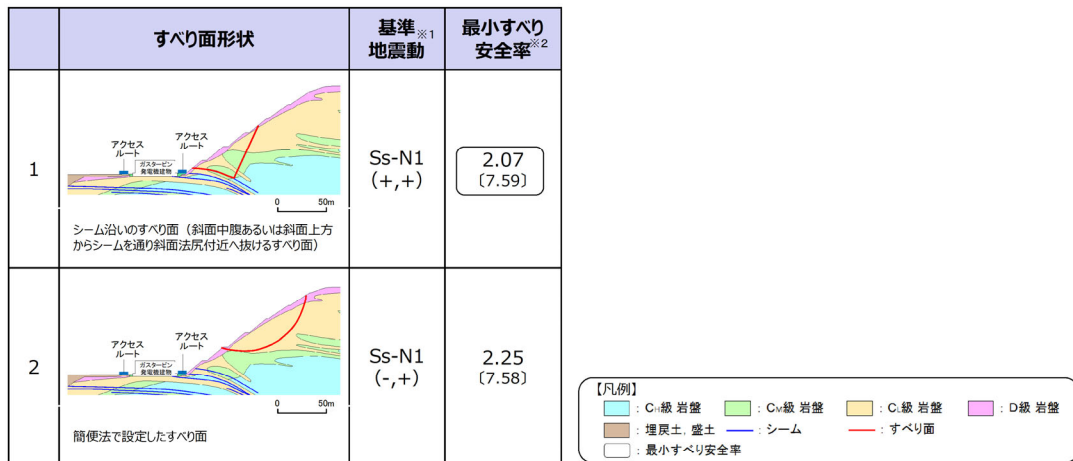 すべり面形状
基準※1
地震動
最小すべり
安全率※2
1
アクセス
ルート
アクセス
ルート
ガスタービン
発電機建物
0 50m
シーム沿いのすべり面（斜面中腹あるいは斜面上方
からシームを通り斜面法尻付近へ抜けるすべり面）
Ss-N1
(+,+)
2.07
〔7.59〕
2
アクセス
ルート
アクセス
ルート
ガスタービン
発電機建物
0 50m
簡便法で設定したすべり面
Ss-N1
(-,+)
2.25
〔7.58〕
【凡例】
：CH級 岩盤 ：CM級 岩盤 ：CL級 岩盤 ：D級 岩盤
：埋戻土, 盛土 ：シーム ：すべり面
：最小すべり安全率